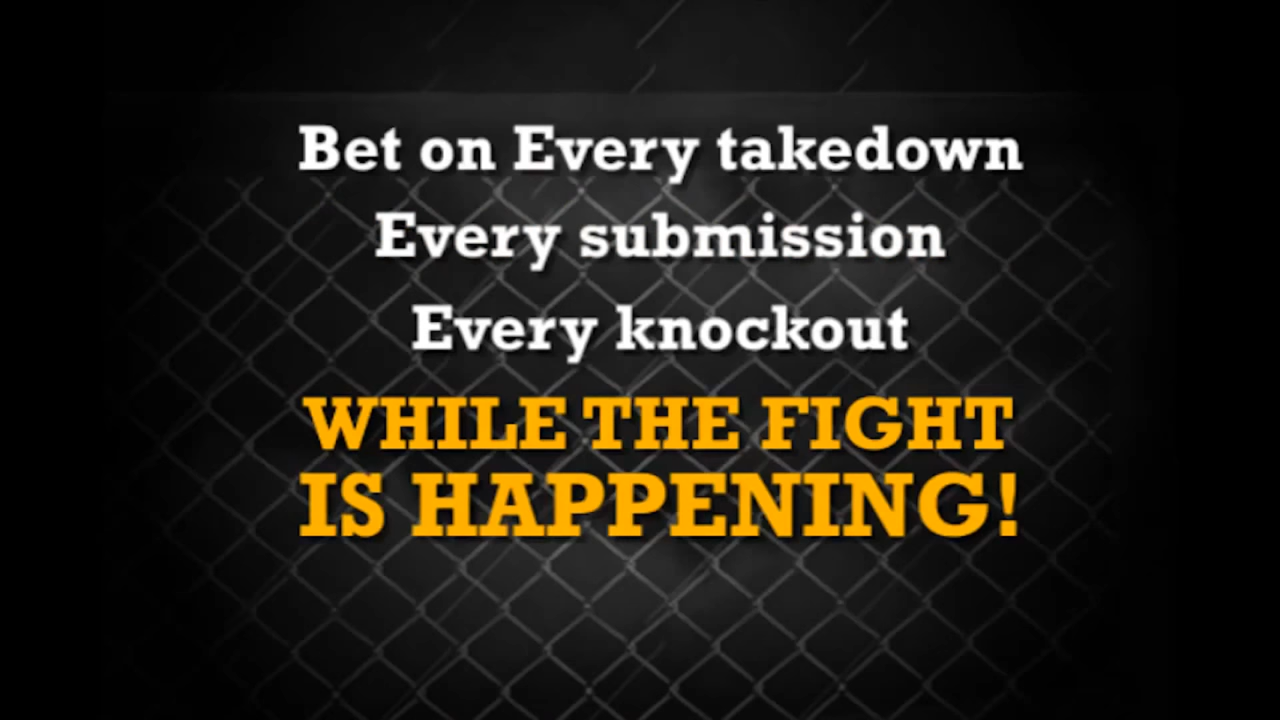 Bet on Every takedown
Every submission
Every knockout
WHILE THE FIGHT
IS HAPPENING!